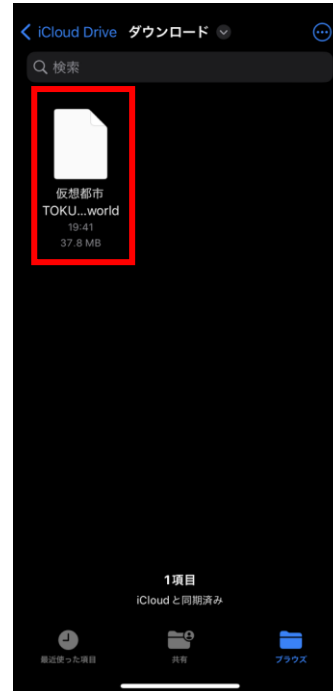 iCloud Drive ダウンロード
検索
仮想都市
TOKU...world
19:41
37.8 MB
1項目
iCloud と同期済み
最近使った項目 共有 ブラウズ